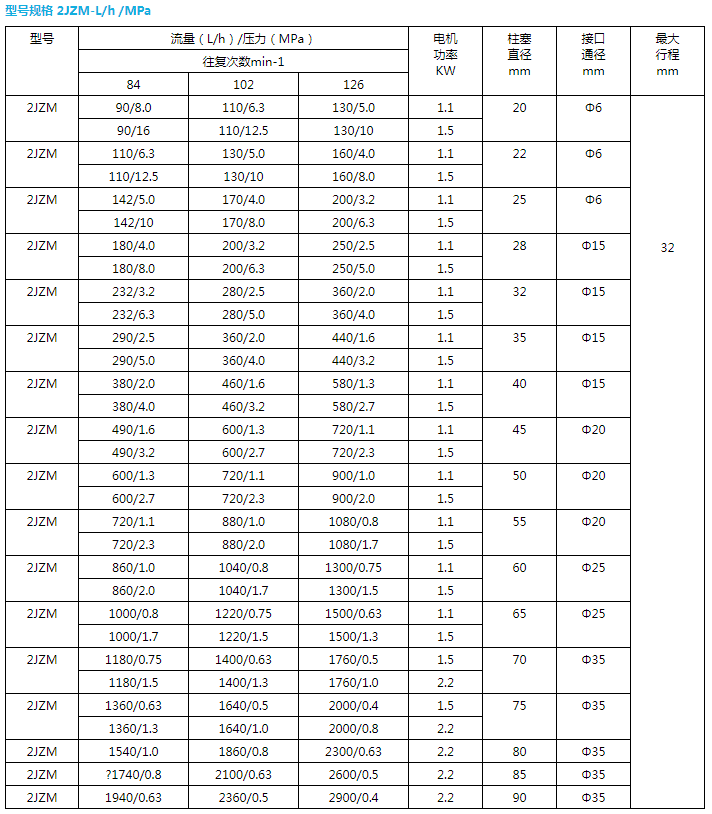 型号规格 2JZM-L/h /MPa
型号 流量(L/h)/压力(MPa) 电机功率KW 柱塞直径mm 接口通径mm 最大行程mm
往复次数min-1
84 102 126
2JZM 90/8.0 110/6.3 130/5.0 1.1 20 Φ6 32
90/16 110/12.5 130/10 1.5
2JZM 110/6.3 130/5.0 160/4.0 1.1 22 Φ6
110/12.5 130/10 160/8.0 1.5
2JZM 142/5.0 170/4.0 200/3.2 1.1 25 Φ6
142/10 170/8.0 200/6.3 1.5
2JZM 180/4.0 200/3.2 250/2.5 1.1 28 Φ15
180/8.0 200/6.3 250/5.0 1.5
2JZM 232/3.2 280/2.5 360/2.0 1.1 32 Φ15
232/6.3 280/5.0 360/4.0 1.5
2JZM 290/2.5 360/2.0 440/1.6 1.1 35 Φ15
290/5.0 360/4.0 440/3.2 1.5
2JZM 380/2.0 460/1.6 580/1.3 1.1 40 Φ15
380/4.0 460/3.2 580/2.7 1.5
2JZM 490/1.6 600/1.3 720/1.1 1.1 45 Φ20
490/3.2 600/2.7 720/2.3 1.5
2JZM 600/1.3 720/1.1 900/1.0 1.1 50 Φ20
600/2.7 720/2.3 900/2.0 1.5
2JZM 720/1.1 880/1.0 1080/0.8 1.1 55 Φ20
720/2.3 880/2.0 1080/1.7 1.5
2JZM 860/1.0 1040/0.8 1300/0.75 1.1 60 Φ25
860/2.0 1040/1.7 1300/1.5 1.5
2JZM 1000/0.8 1220/0.75 1500/0.63 1.1 65 Φ25
1000/1.7 1220/1.5 1500/1.3 1.5
2JZM 1180/0.75 1400/0.63 1760/0.5 1.5 70 Φ35
1180/1.5 1400/1.3 1760/1.0 2.2
2JZM 1360/0.63 1640/0.5 2000/0.4 1.5 75 Φ35
1360/1.3 1640/1.0 2000/0.8 2.2
2JZM 1540/1.0 1860/0.8 2300/0.63 2.2 80 Φ35
2JZM ?1740/0.8 2100/0.63 2600/0.5 2.2 85 Φ35
2JZM 1940/0.63 2360/0.5 2900/0.4 2.2 90 Φ35